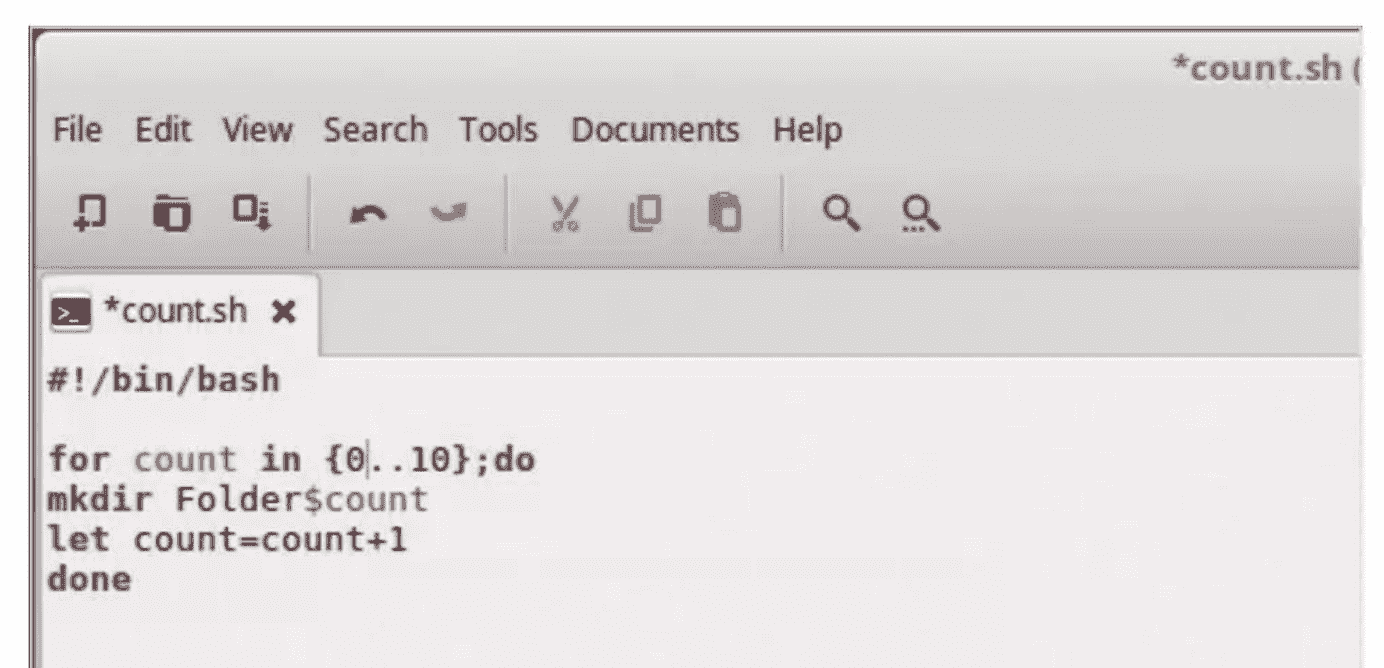 *count.sh (
File Edit View Search Tools Documents Help
*count.sh
#!/bin/bash
for count in {0..10};do
mkdir Folder$count
let count=count+1
done